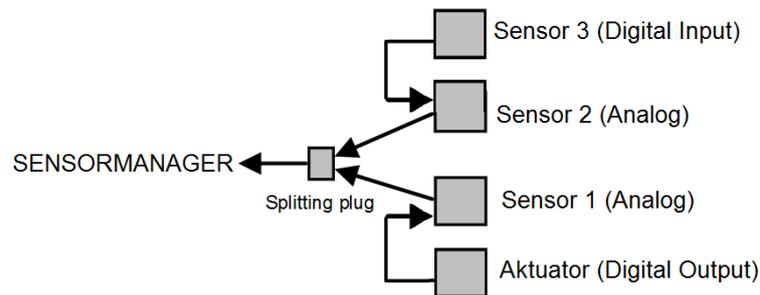 Sensor 3 (Digital Input)
Sensor 2 (Analog)
SENSORMANAGER
Splitting plug
Sensor 1 (Analog)
Aktuator (Digital Output)